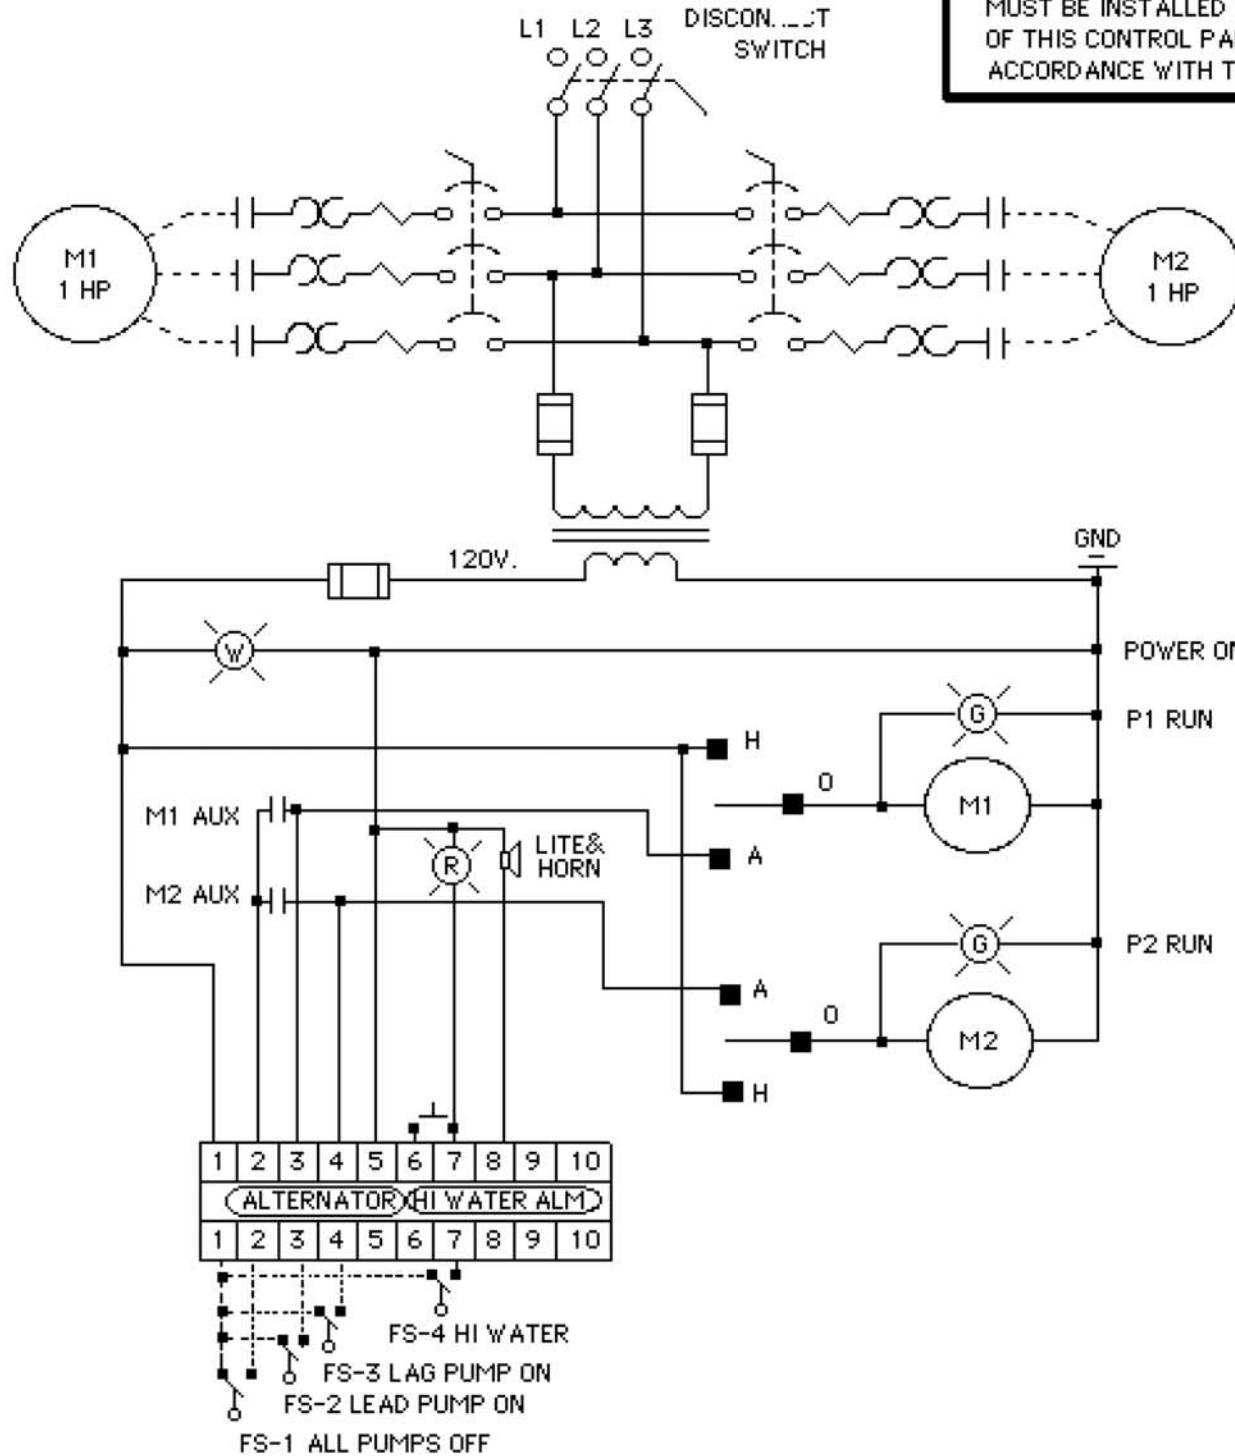 MUST BE INSTALLED
OF THIS CONTROL
ACCORDANCE WITH
L1 L2 L3
SWITCH
M1
1 HP
M2
1 HP
120V.
GND
W
POWER
G
P1 RUN
H
O
M1
M1 AUX
LITE&
HORN
R
A
M2 AUX
G
P2 RUN
A
O
M2
H
1 2 3 4 5 6 7 8 9 10
ALTERNATOR HI WATER ALM
1 2 3 4 5 6 7 8 9 10
FS-4 HI WATER
FS-3 LAG PUMP ON
FS-2 LEAD PUMP ON
FS-1 ALL PUMPS OFF